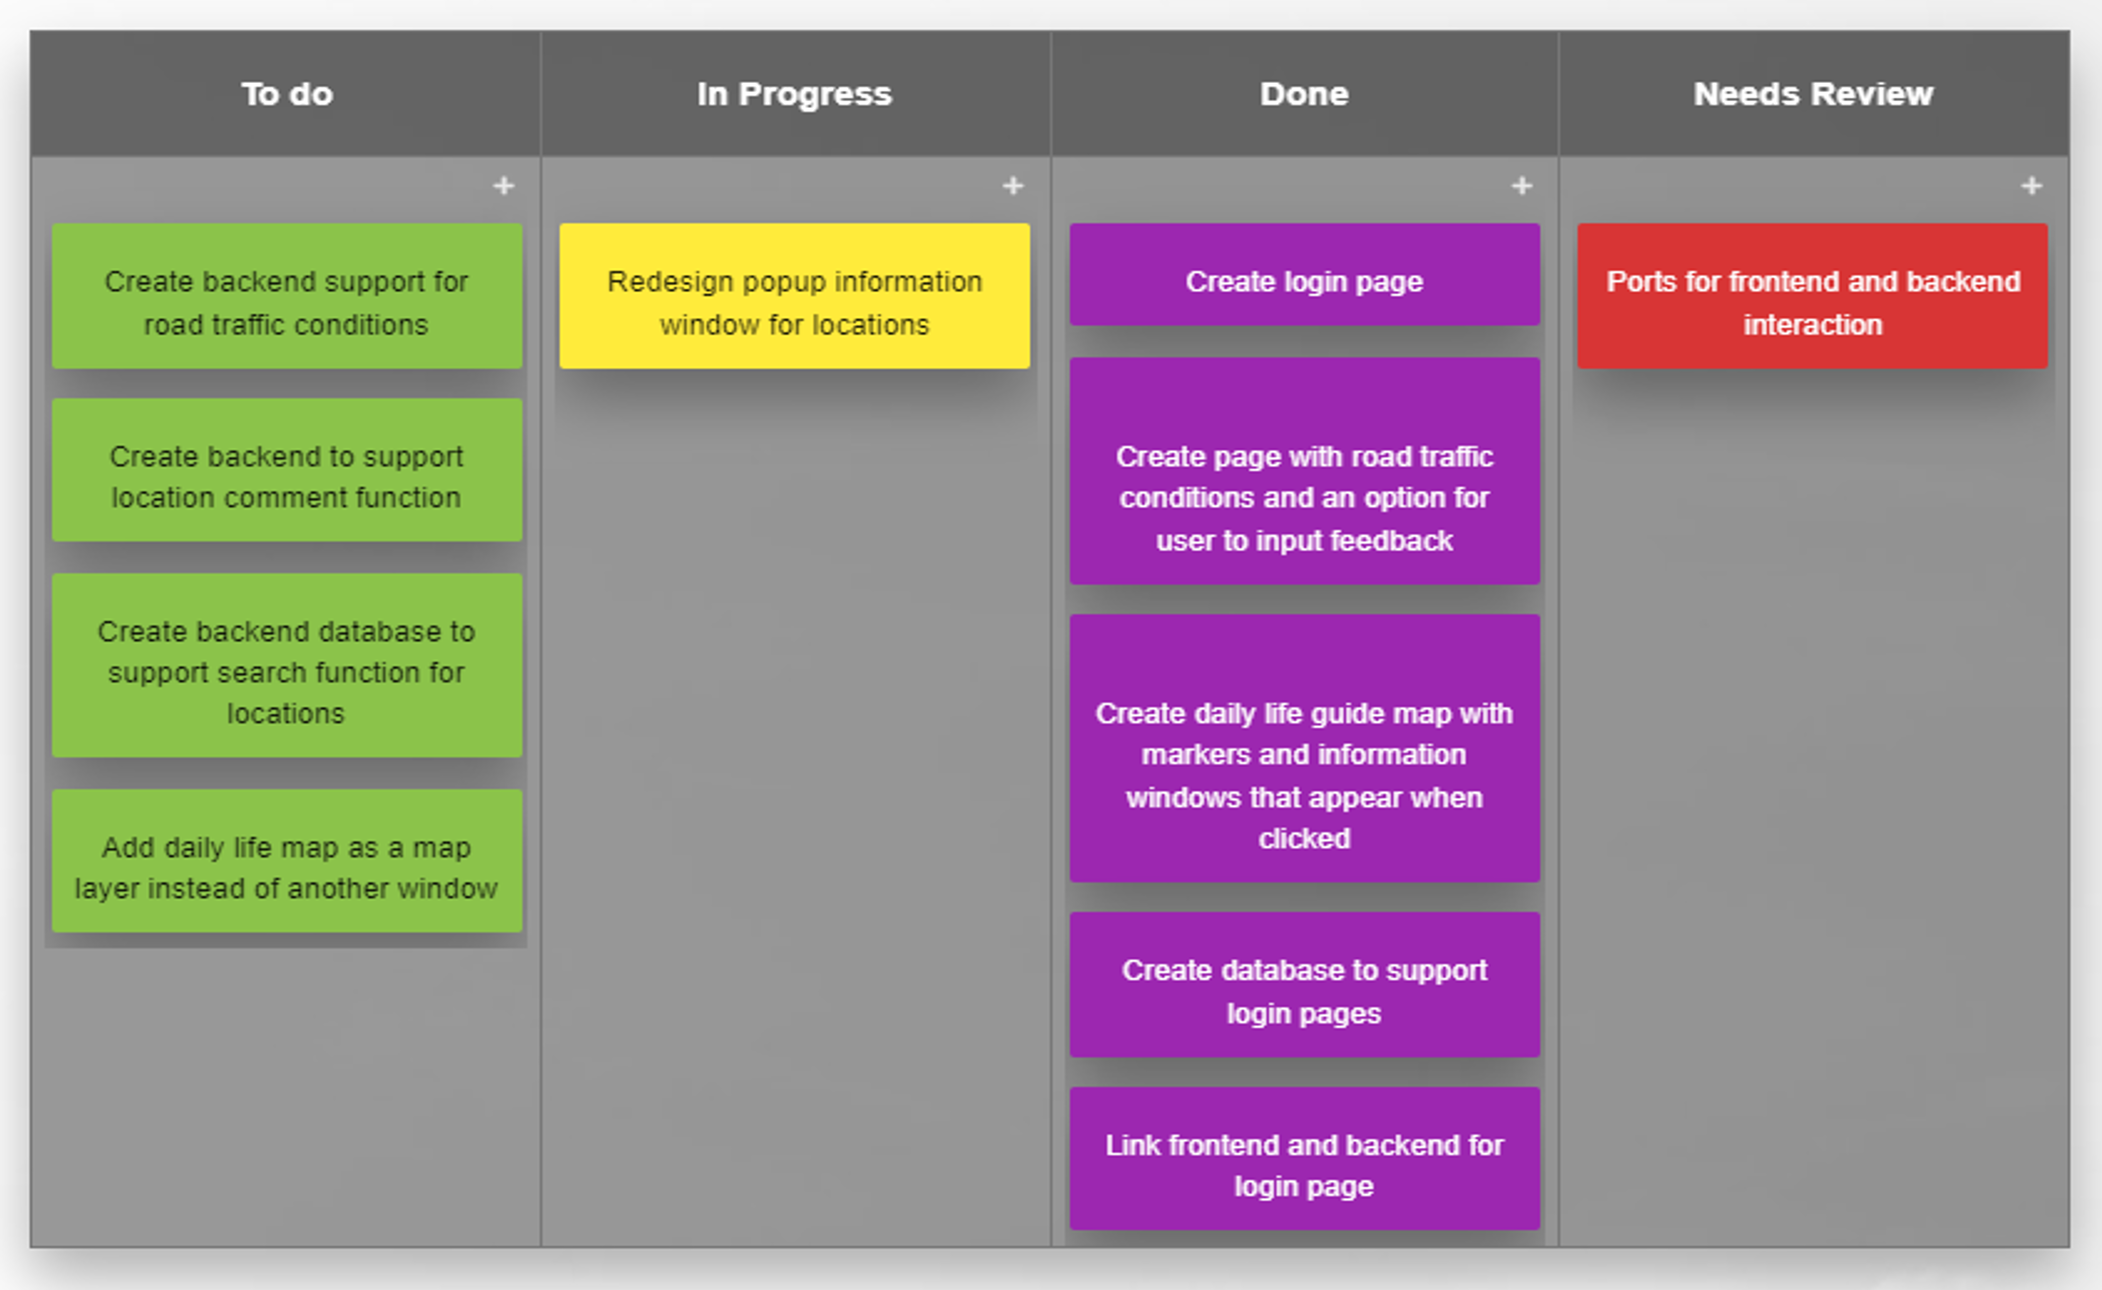 To do
In Progress
Done
Needs Review
+
+
+
+
Create backend support for
road traffic conditions
Create backend to support
location comment function
Create backend database to
support search function for
locations
Add daily life map as a map
layer instead of another window
Redesign popup information
window for locations
Create login page
Create page with road traffic
conditions and an option for
user to input feedback
Create daily life guide map with
markers and information
windows that appear when
clicked
Create database to support
login pages
Link frontend and backend for
login page
Ports for frontend and backend
interaction